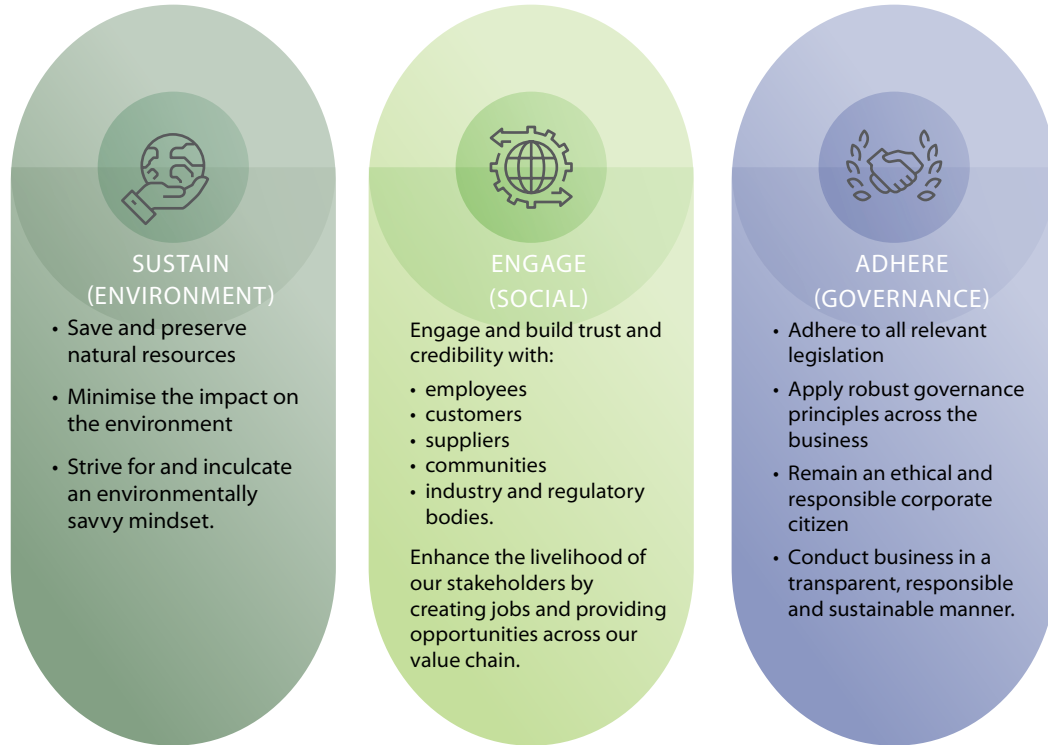 SUSTAIN
(ENVIRONMENT)
• Save and preserve
natural resources
• Minimise the impact on
the environment
• Strive for and inculcate
an environmentally
savvy mindset.
ENGAGE
(SOCIAL)
Engage and build trust and
credibility with:
• employees
• customers
• suppliers
• communities
• industry and regulatory
bodies.
Enhance the livelihood of
our stakeholders by
creating jobs and providing
opportunities across our
value chain.
ADHERE
(GOVERNANCE)
• Adhere to all relevant
legislation
• Apply robust governance
principles across the
business
• Remain an ethical and
responsible corporate
citizen
• Conduct business in a
transparent, responsible
and sustainable manner.